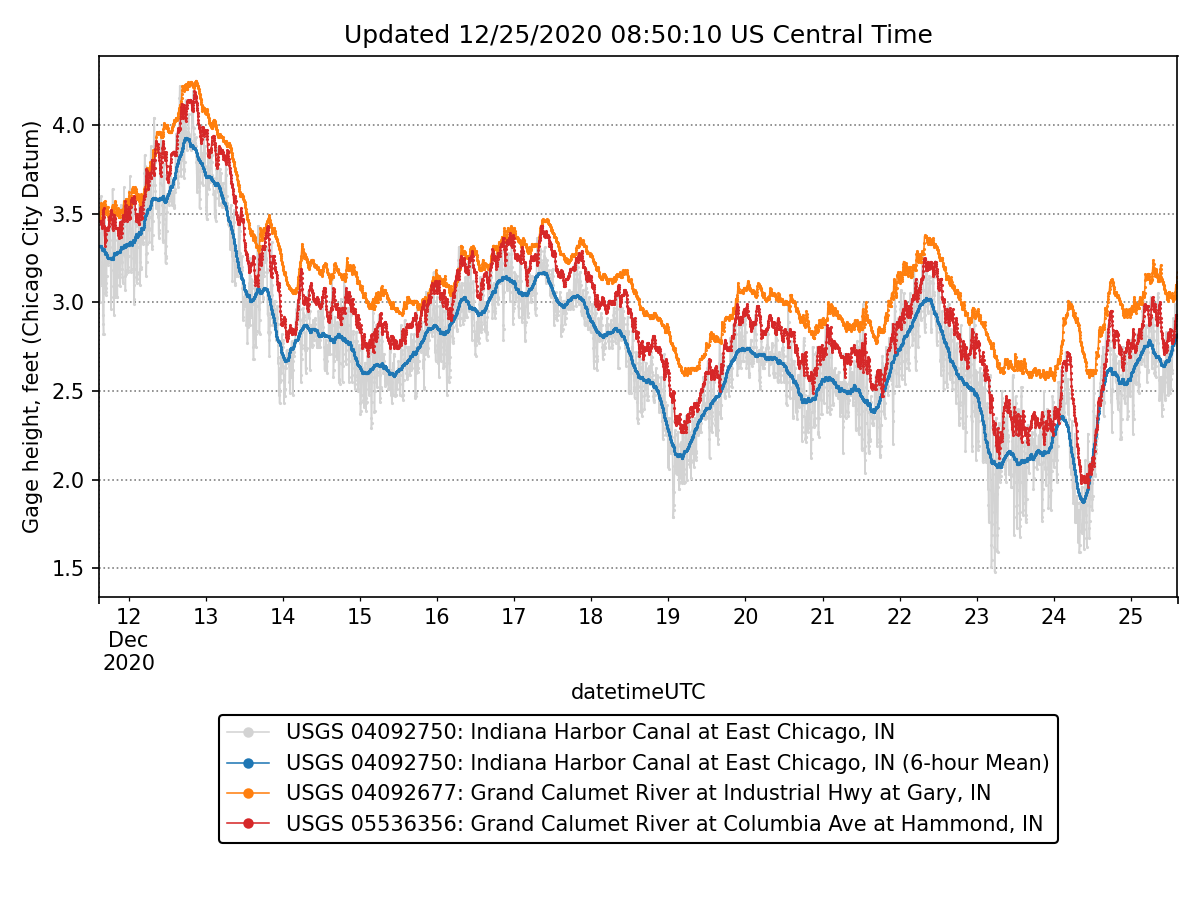 Updated 12/25/2020 08:50:10 US Central Time
Gage height, feet (Chicago City Datum)
4.0
3.5
3.0
2.5
2.0
1.5
12 13 14 15 16 17 18 19 20 21 22 23 24 25
Dec
2020
datetimeUTC
USGS 04092750: Indiana Harbor Canal at East Chicago, IN
USGS 04092750: Indiana Harbor Canal at East Chicago, IN (6-hour Mean)
USGS 04092677: Grand Calumet River at Industrial Hwy at Gary, IN
USGS 05536356: Grand Calumet River at Columbia Ave at Hammond, IN